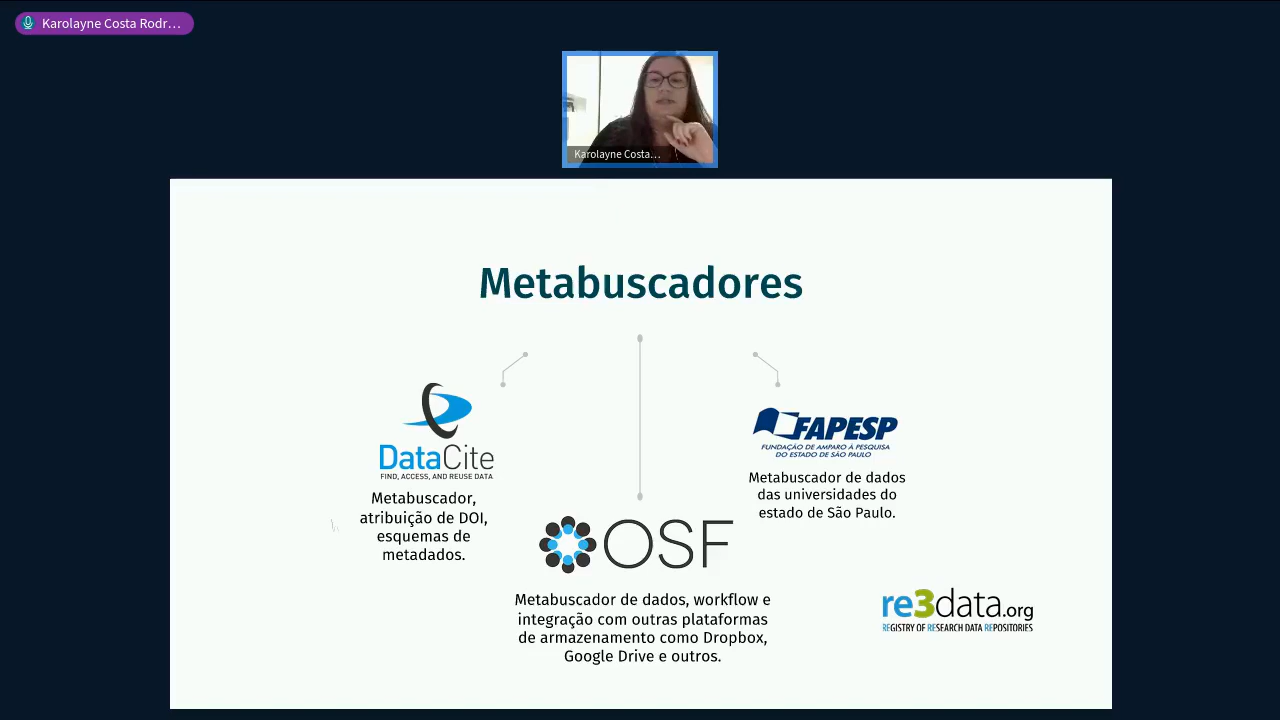 Karolayne Costa Rodr…
Karolayne Costa…
Metabuscadores
DataCite
FIND, ACCESS, AND REUSE DATA
Metabuscador,
atribuição de DOI,
esquemas de
metadados.
OSF
Metabuscador de dados, workflow e
integração com outras plataformas
de armazenamento como Dropbox,
Google Drive e outros.
FAPESP
FUNDAÇÃO DE AMPARO À PESQUISA
DO ESTADO DE SÃO PAULO
Metabuscador de dados
das universidades do
estado de São Paulo.
re3data.org
REGISTRY OF RESEARCH DATA REPOSITORIES